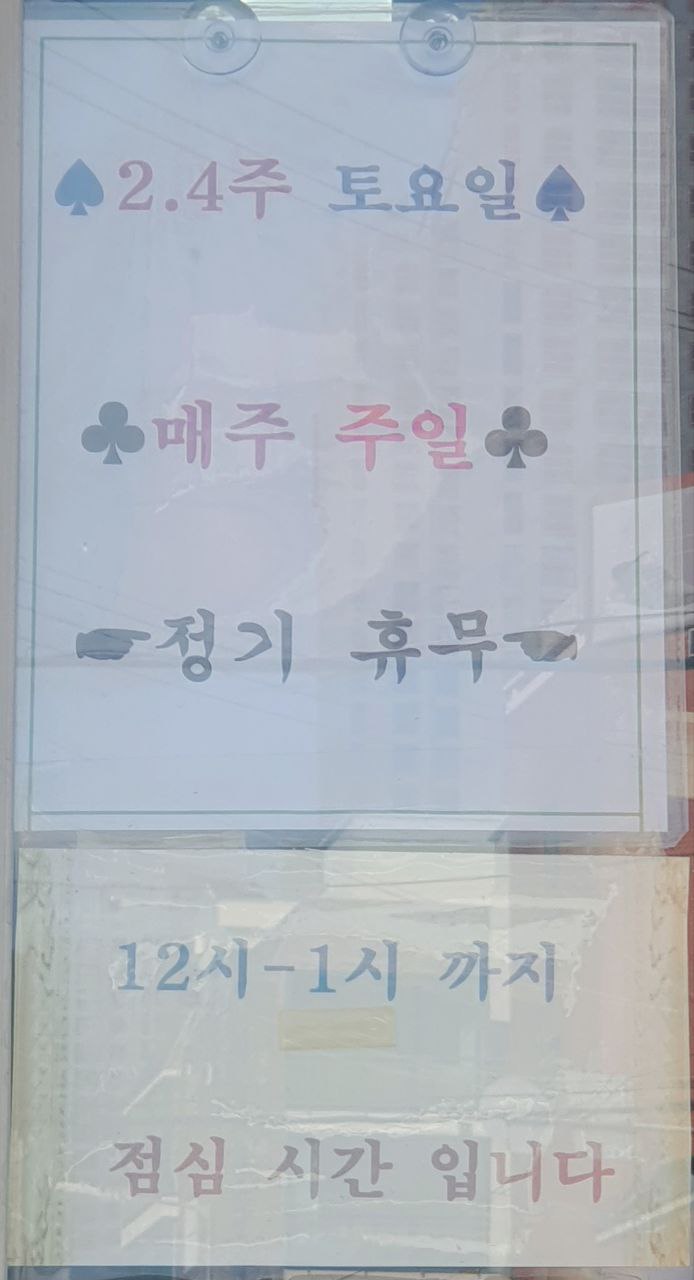 ♠2.4주 토요일♠
♣매주 주일♣
☛정기 휴무☚
12시-1시 까지
점심 시간 입니다